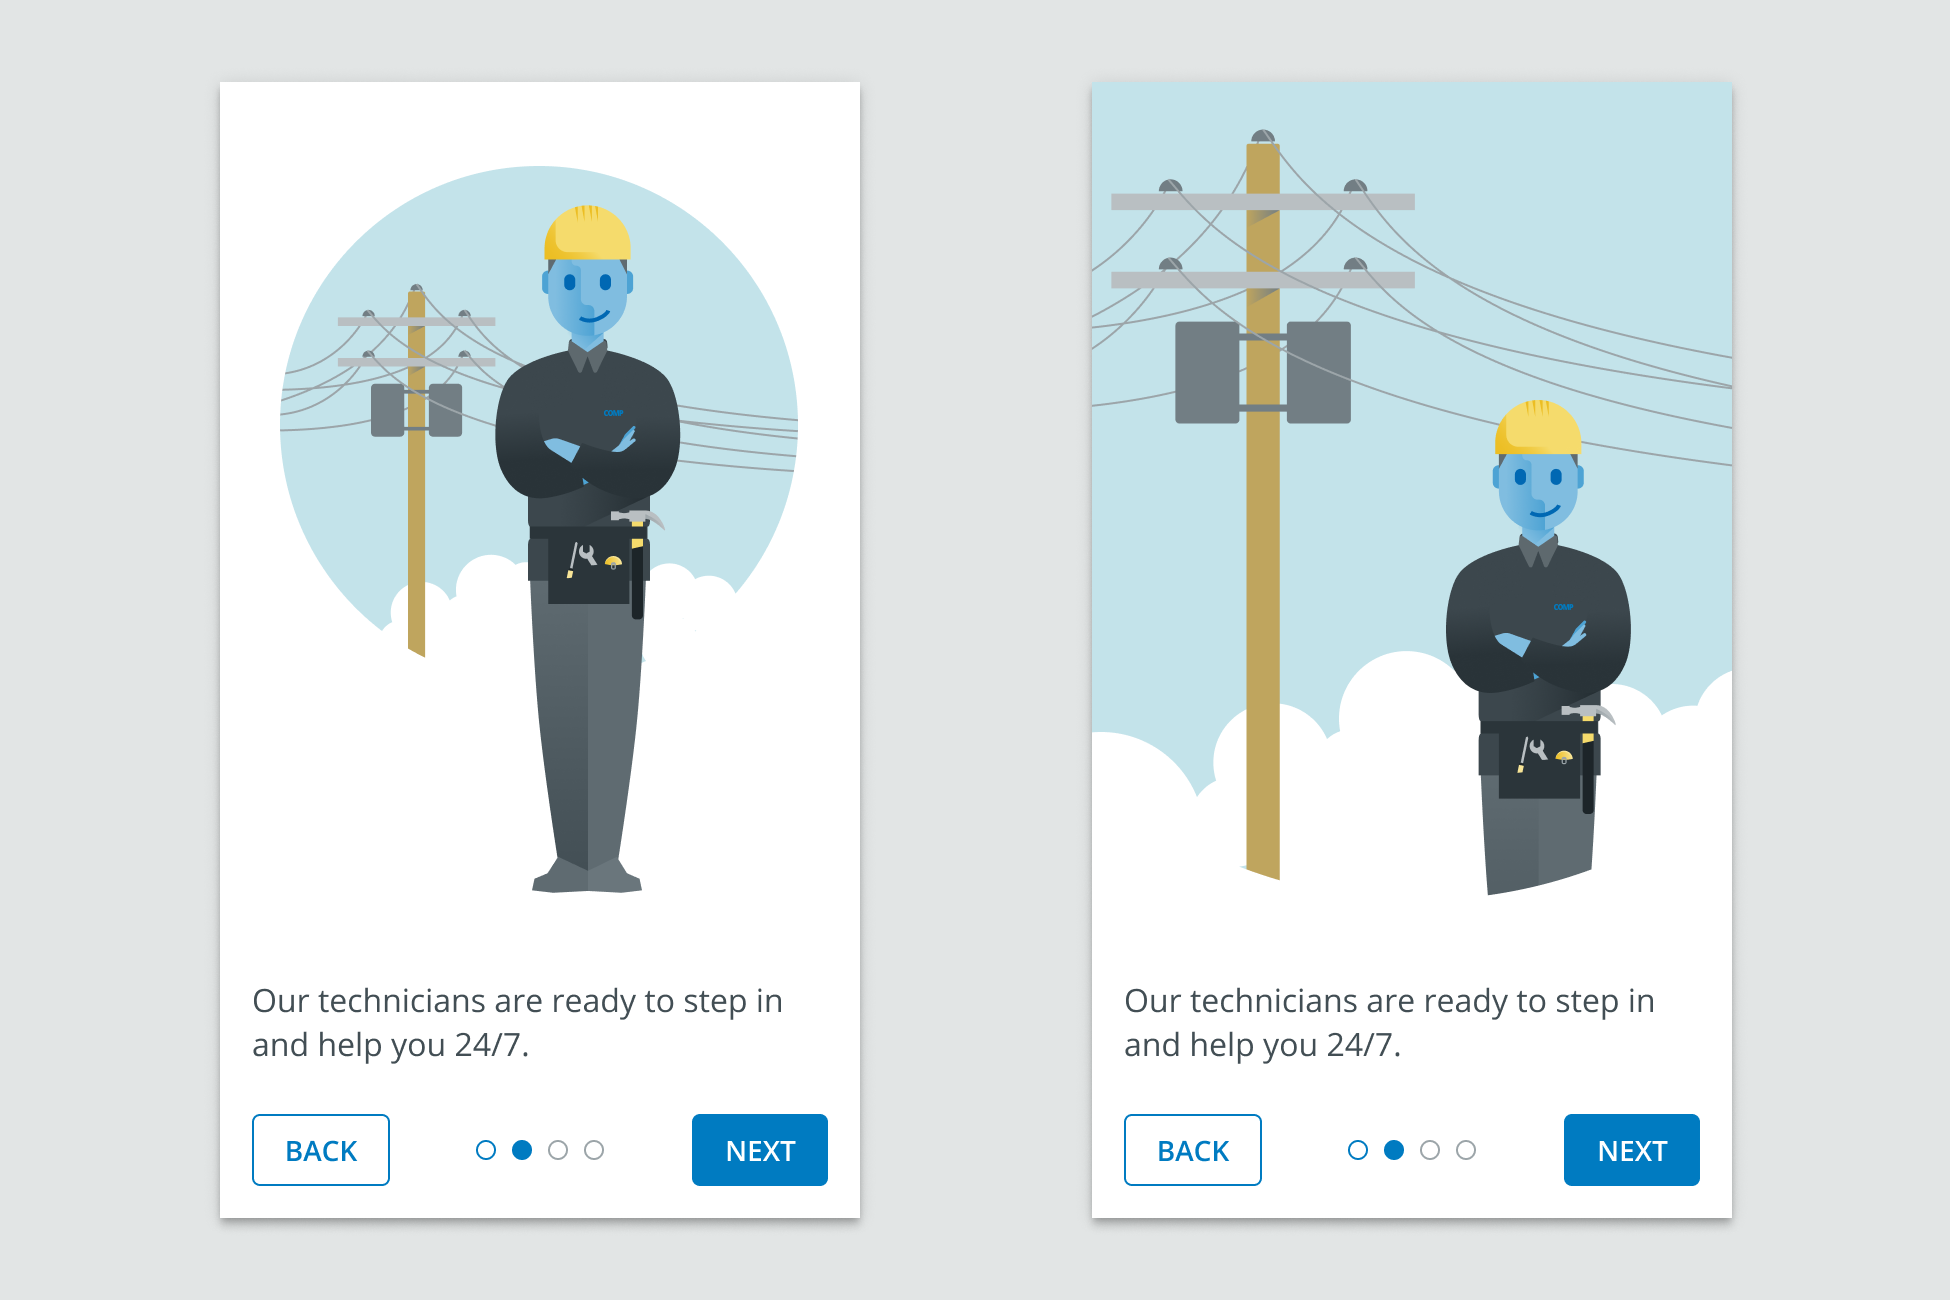 COMP
Our technicians are ready to step in
and help you 24/7.
BACK
NEXT
COMP
Our technicians are ready to step in
and help you 24/7.
BACK
NEXT